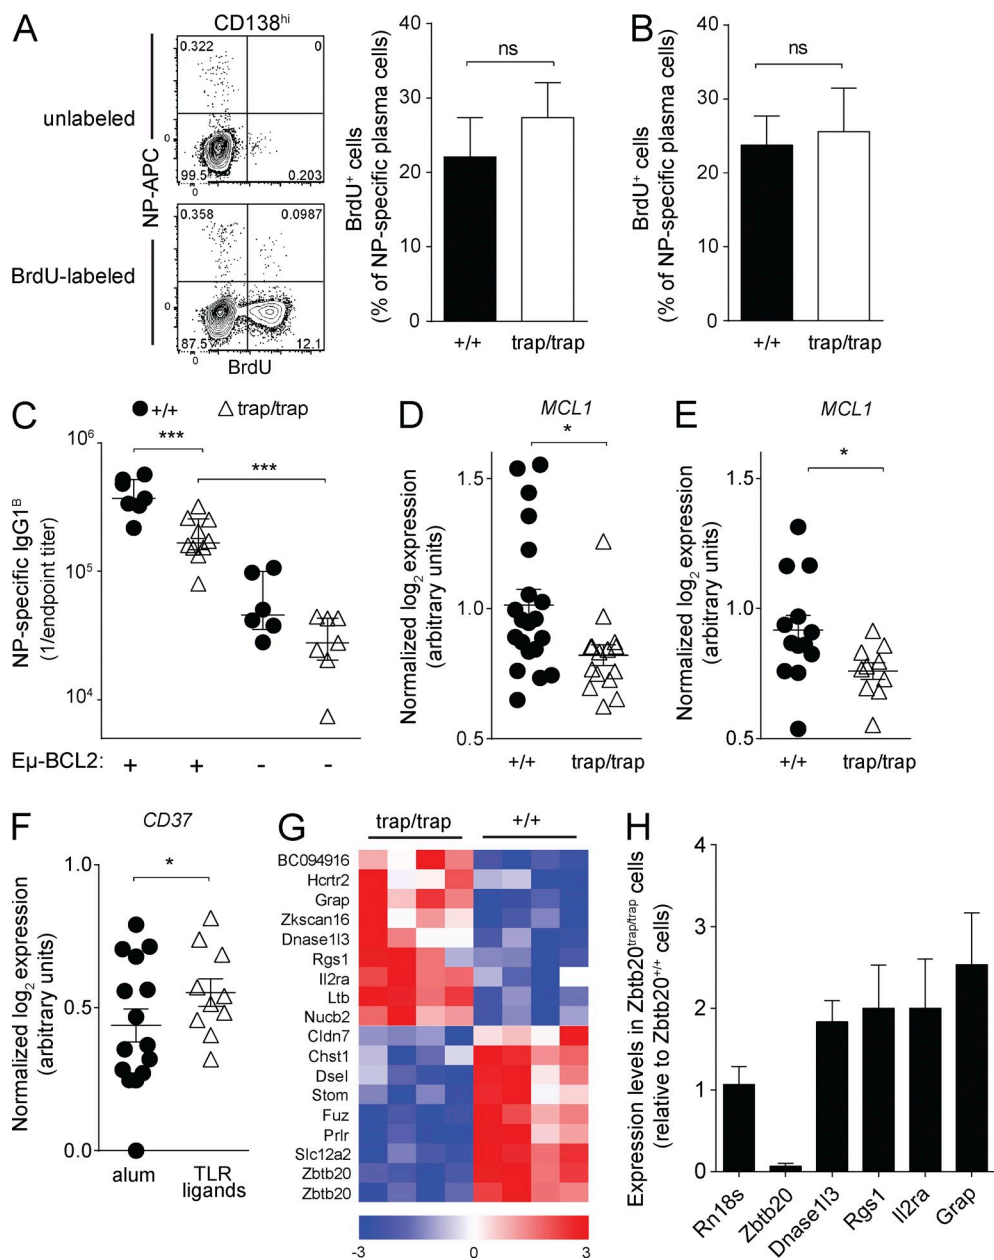 A
CD138hi
unlabeled
BrdU-labeled
NP-APC
0.322
0
0
99.5
0.203
0
0.358
0.0987
0
87.5
12.1
0
BrdU
BrdU+ cells
(% of NP-specific plasma cells)
40
30
20
10
0
ns
+/+
trap/trap
B
BrdU+ cells
(% of NP-specific plasma cells)
40
30
20
10
0
ns
+/+
trap/trap
C
+/+
trap/trap
NP-specific IgG1B
(1/endpoint titer)
10^6
10^5
10^4
***
***
Eμ-BCL2:
+
+
-
-
D
MCL1
*
Normalized log2 expression
(arbitrary units)
1.5
1.0
0.5
+/+
trap/trap
E
MCL1
*
Normalized log2 expression
(arbitrary units)
1.5
1.0
0.5
+/+
trap/trap
F
CD37
*
Normalized log2 expression
(arbitrary units)
1.0
0.5
0.0
alum
TLR
ligands
G
trap/trap
+/+
BC094916
Hcrtr2
Grap
Zkscan16
Dnase1l3
Rgs1
Il2ra
Ltb
Nucb2
Cldn7
Chst1
Dsel
Stom
Fuz
Prlr
Slc12a2
Zbtb20
Zbtb20
-3
0
3
H
Expression levels in Zbtb20trap/trap cells
(relative to Zbtb20+/+ cells)
4
3
2
1
0
Rn18s
Zbtb20
Dnase1l3
Rgs1
Il2ra
Grap